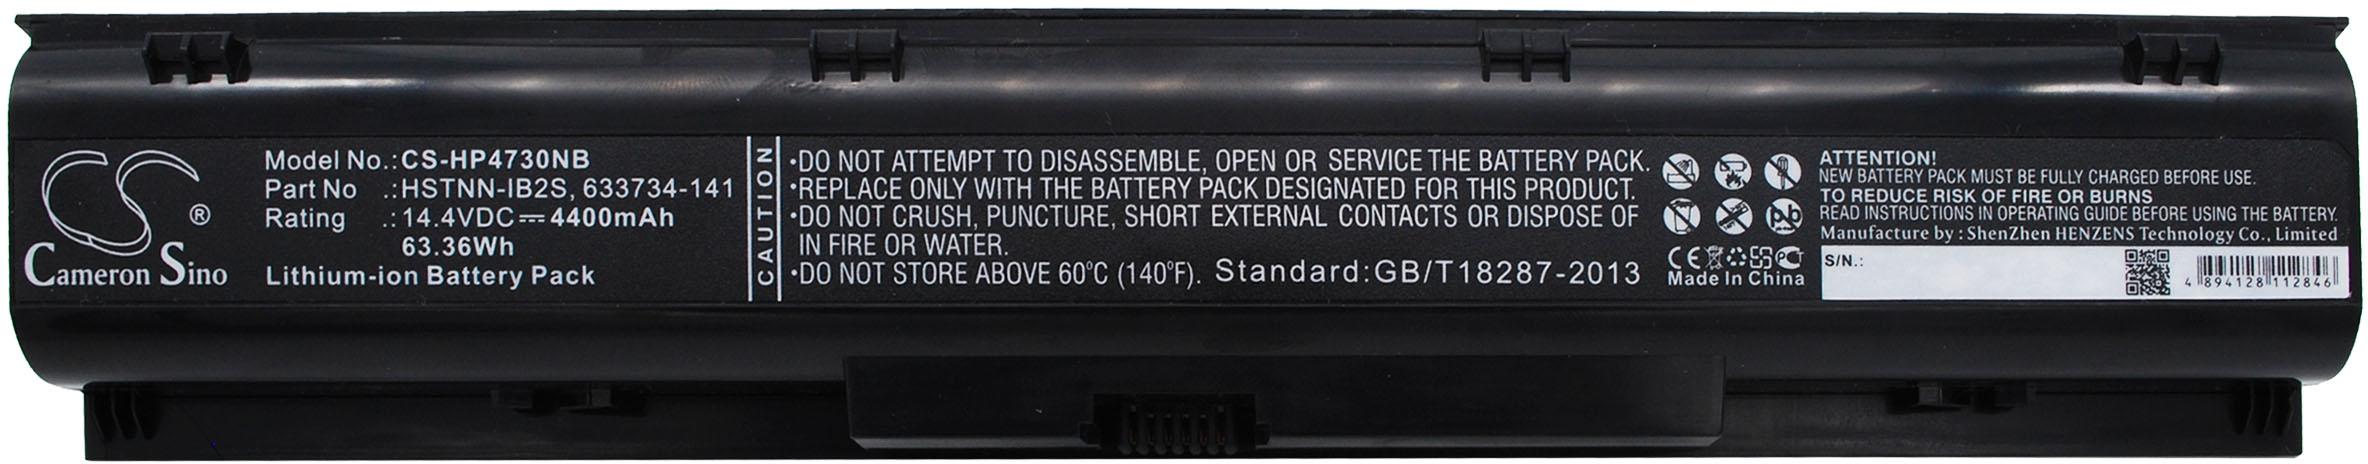 CS ®
Cameron Sino
Model No.:CS-HP4730NB
Part No .:HSTNN-IB2S, 633734-141
Rating .:14.4VDC⎓4400mAh
63.36Wh
Lithium-ion Battery Pack
CAUTION
•DO NOT ATTEMPT TO DISASSEMBLE, OPEN OR SERVICE THE BATTERY PACK.
•REPLACE ONLY WITH THE BATTERY PACK DESIGNATED FOR THIS PRODUCT.
•DO NOT CRUSH, PUNCTURE, SHORT EXTERNAL CONTACTS OR DISPOSE OF
IN FIRE OR WATER.
•DO NOT STORE ABOVE 60°C (140°F). Standard:GB/T18287-2013
Pb
CE
Made In China
ATTENTION!
NEW BATTERY PACK MUST BE FULLY CHARGED BEFORE USE.
TO REDUCE RISK OF FIRE OR BURNS
READ INSTRUCTIONS IN OPERATING GUIDE BEFORE USING THE BATTERY.
Manufacture by : ShenZhen HENZENS Technology Co., Limited
S/N.:
4 894128 112846